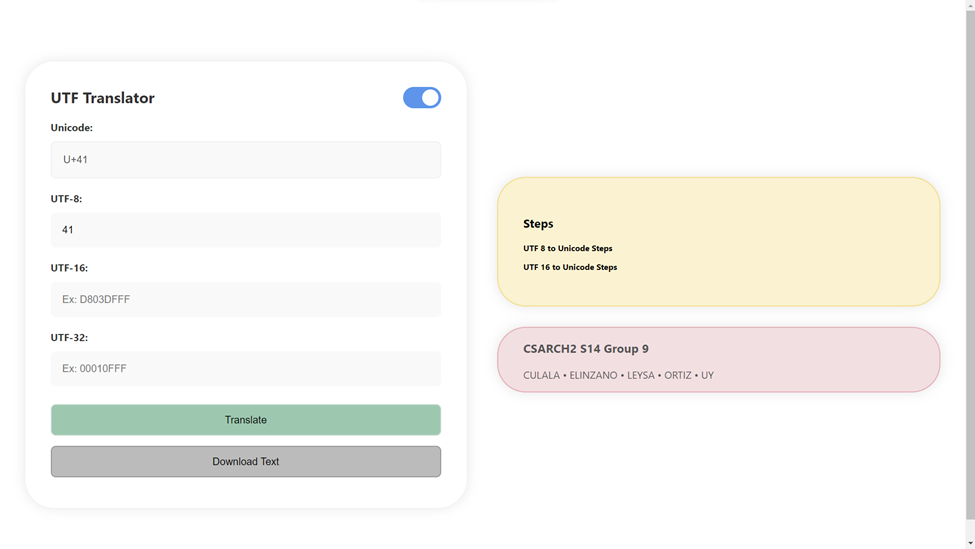 UTF Translator
Unicode:
U+41
UTF-8:
41
UTF-16:
Ex: D803DFFF
UTF-32:
Ex: 00010FFF
Translate
Download Text
Steps
UTF 8 to Unicode Steps
UTF 16 to Unicode Steps
CSARCH2 S14 Group 9
CULALA • ELINZANO • LEYSA • ORTIZ • UY